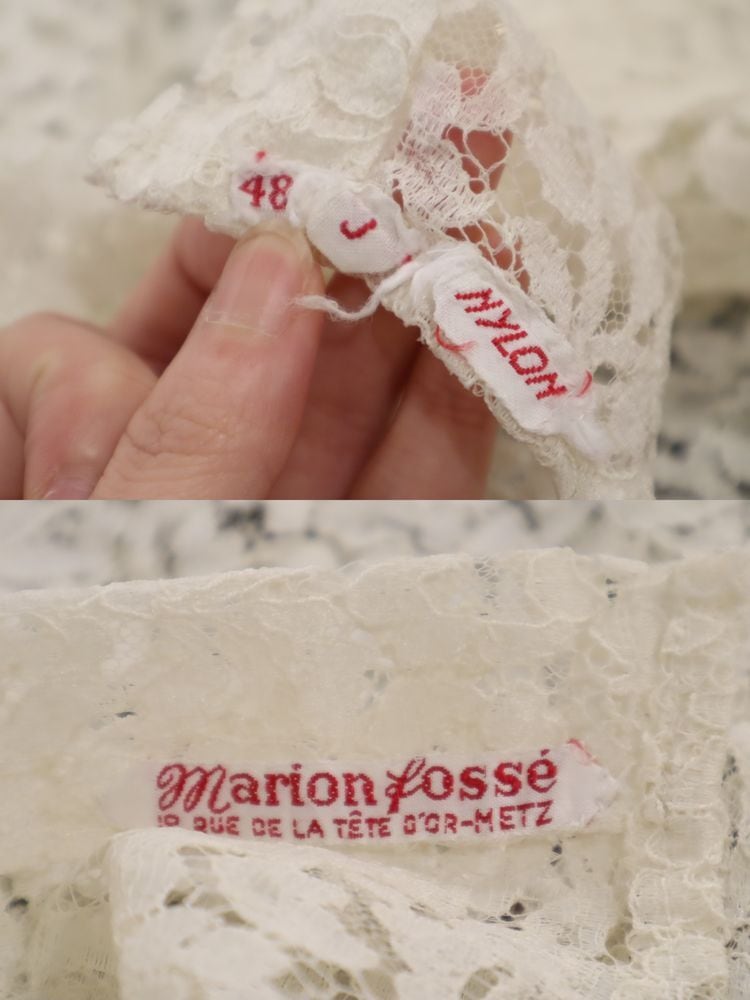 48
J
NYLON
Marion Fossé
RUE DE LA TÊTE D'OR-METZ